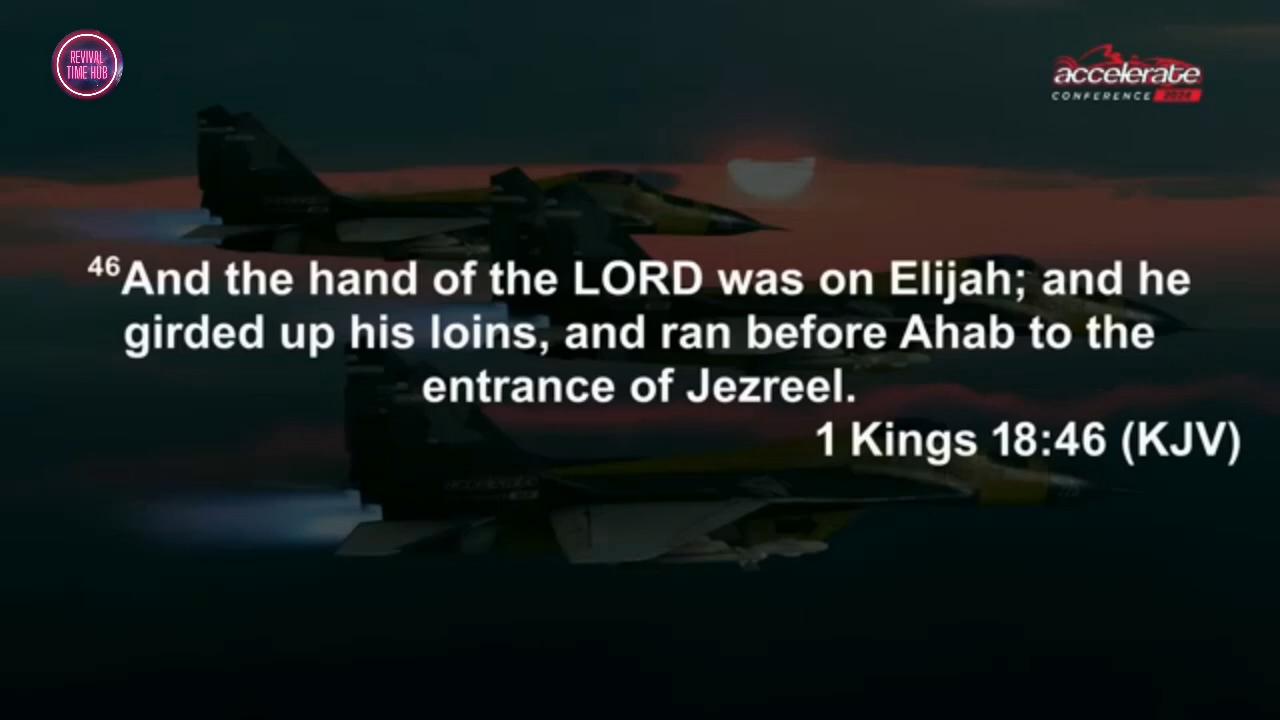 REVIVAL
TIME HUB
accelerate
CONFERENCE 2024
46And the hand of the LORD was on Elijah; and he
girded up his loins, and ran before Ahab to the
entrance of Jezreel.
1 Kings 18:46 (KJV)